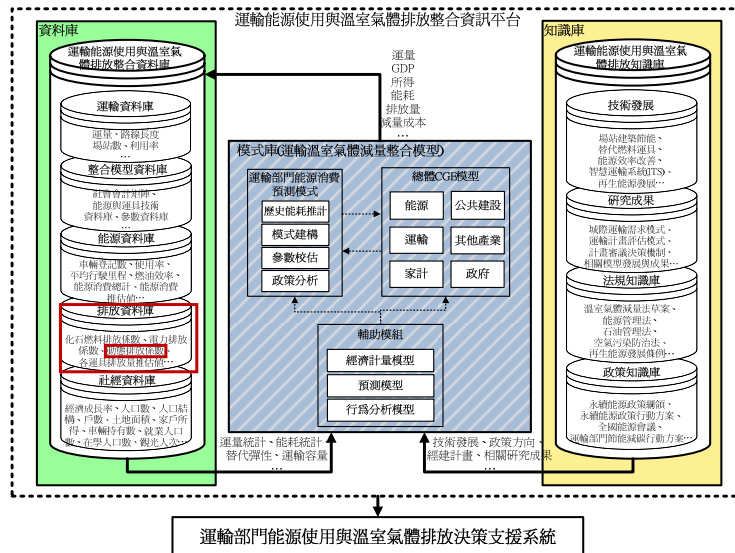 運輸能源使用與溫室氣體排放整合資訊平台
資料庫
運輸能源使用與溫室氣
體排放整合資料庫
運輸資料庫
運量、路線長度
場站數、利用率
…
整合模型資料庫
社會會計矩陣、
能源與運具技術
資料庫、參數資料庫
…
能源資料庫
車輛登記數、使用率、
平均行駛里程、燃油效率、
能源消費總計、能源消費
推估值…
排放資料庫
化石燃料排放係數、電力排放
係數、動態排放係數、
各運具排放量推估值…
社經資料庫
經濟成長率、人口數、人口結
構、戶數、土地面積、家戶所
得、車輛持有數、就業人口
數、在學人口數、觀光人次…
運量
GDP
所得
能耗
排放量
減量成本
…
模式庫(運輸溫室氣體減量整合模型)
運輸部門能源消費
預測模式
歷史能耗推計
模式建構
參數校估
政策分析
總體CGE模型
能源
公共建設
運輸
其他產業
家計
政府
輔助模組
經濟計量模型
預測模型
行為分析模型
運量統計、能耗統計
替代彈性、運輸容量
…
技術發展、政策方向、
經建計畫、相關研究成果
…
知識庫
運輸能源使用與溫室氣
體排放知識庫
技術發展
場站建築節能、
替代燃料運具、
能源效率改善、
智慧運輸系統(ITS)、
再生能源發展…
研究成果
城際運輸需求模式、
運輸計畫評估模式、
計畫審議決策機制、
相關模型發展與成果…
法規知識庫
溫室氣體減量法草案、
能源管理法、
石油管理法、
空氣污染防治法、
再生能源發展條例…
政策知識庫
永續能源政策綱領、
永續能源政策行動方案、
全國能源會議、
運輸部門節能減碳行動方案…
運輸部門能源使用與溫室氣體排放決策支援系統